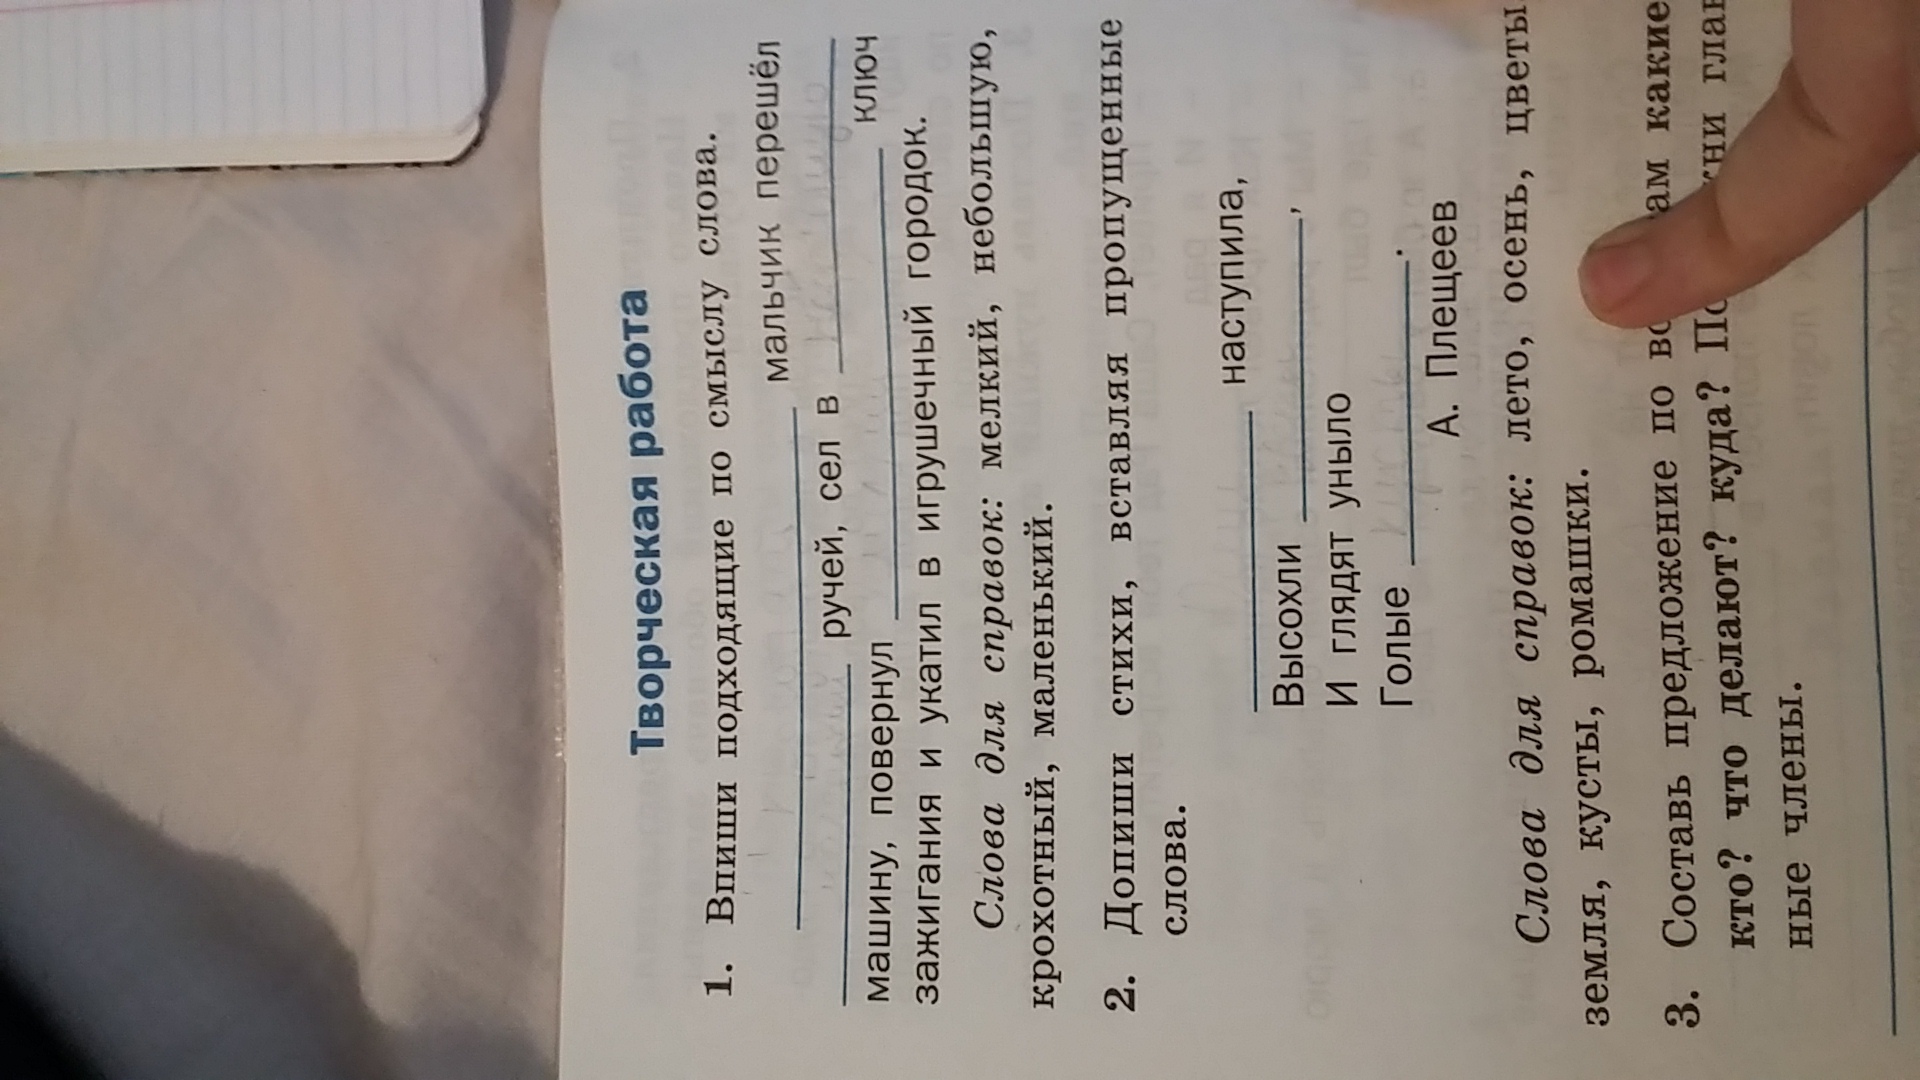 Творческая работа
1. Впиши подходящие по смыслу слова.
мальчик перешёл
ручей, сел в
машину, повернул ключ
зажигания и укатил в игрушечный городок.
Слова для справок: мелкий, небольшую,
крохотный, маленький.
2. Допиши стихи, вставляя пропущенные
слова.
наступила,
Высохли ,
И глядят уныло
Голые .
А. Плещеев
Слова для справок: лето, осень, цветы,
земля, кусты, ромашки.
3. Составь предложение по какие
кто? что делают? куда?
ные члены.